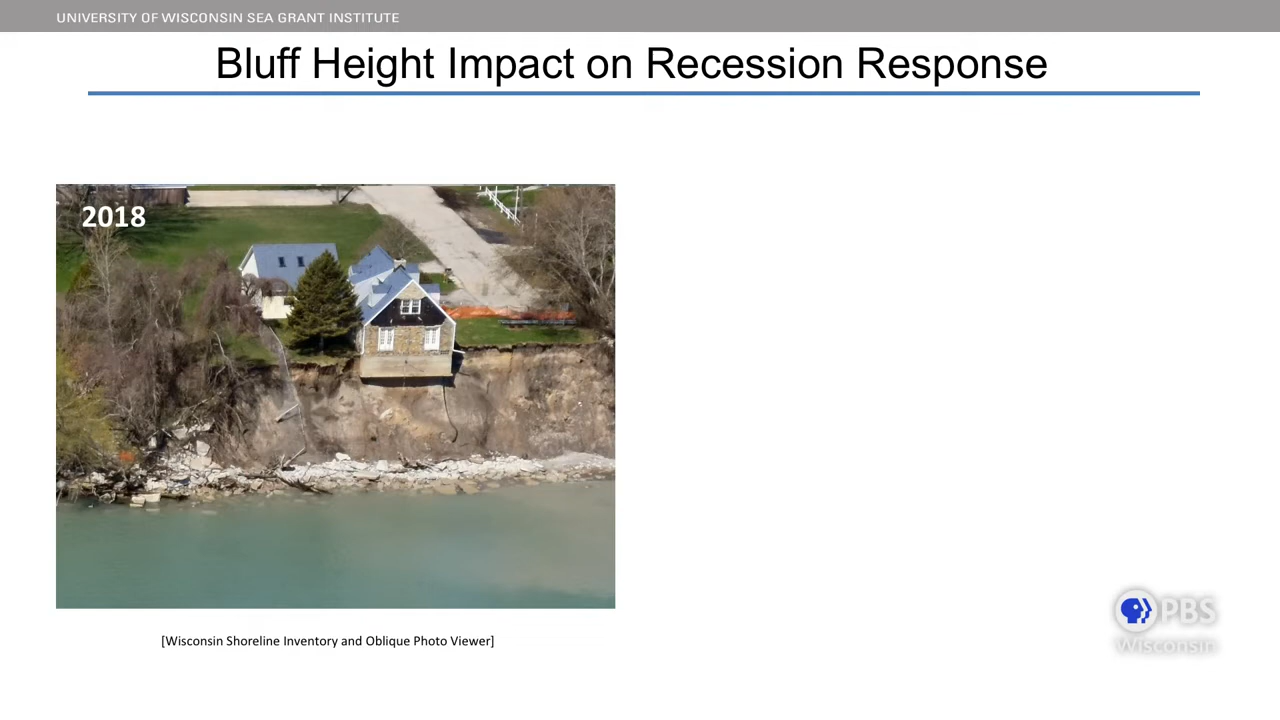 UNIVERSITY OF WISCONSIN SEA GRANT INSTITUTE
Bluff Height Impact on Recession Response
2018
[Wisconsin Shoreline Inventory and Oblique Photo Viewer]
PBS
Wisconsin